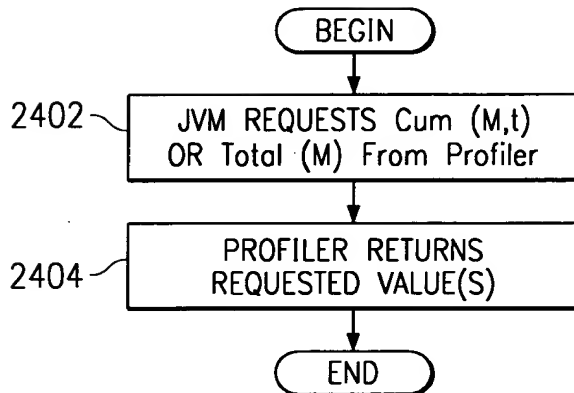 BEGIN
2402
JVM REQUESTS Cum (M,t)
OR Total (M) From Profiler
2404
PROFILER RETURNS
REQUESTED VALUE(S)
END